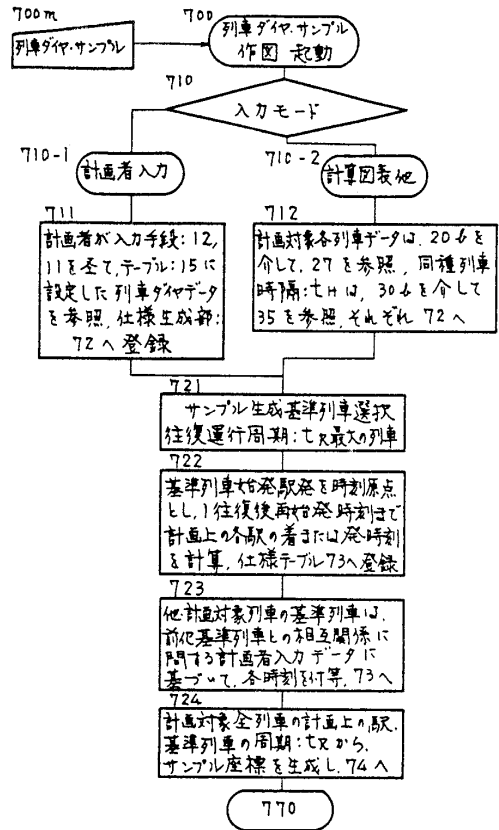 700m
列車ダイヤ・サンプル
700
列車ダイヤ・サンプル
作図 起動
710
入力モード
710-1
計画者入力
710-2
計算図表他
711
計画者が入力手段:12,
11を至て,テーブル:15に
設定した列車ダイヤデータ
を参照,仕様生成部:
72へ登録
712
計画対象各列車データは,20bを
介して,27を参照,同種列車
時隔:tHは,30bを介して
35を参照,それぞれ72へ
721
サンプル生成基準列車選択
往復運行周期:tR最大の列車
722
基準列車始発駅発を時刻原点
とし,1往復後再始発時刻まで
計画上の各駅の着または発時刻
を計算,仕様テーブル73へ登録
723
他計画対象列車の基準列車は,
前他基準列車との相互関係に
関する計画者入力データに
基づいて,各時刻を付等,73へ
724
計画対象全列車の計画上の駅,
基準列車の周期:tRから,
サンプル座標を生成し,74へ
770